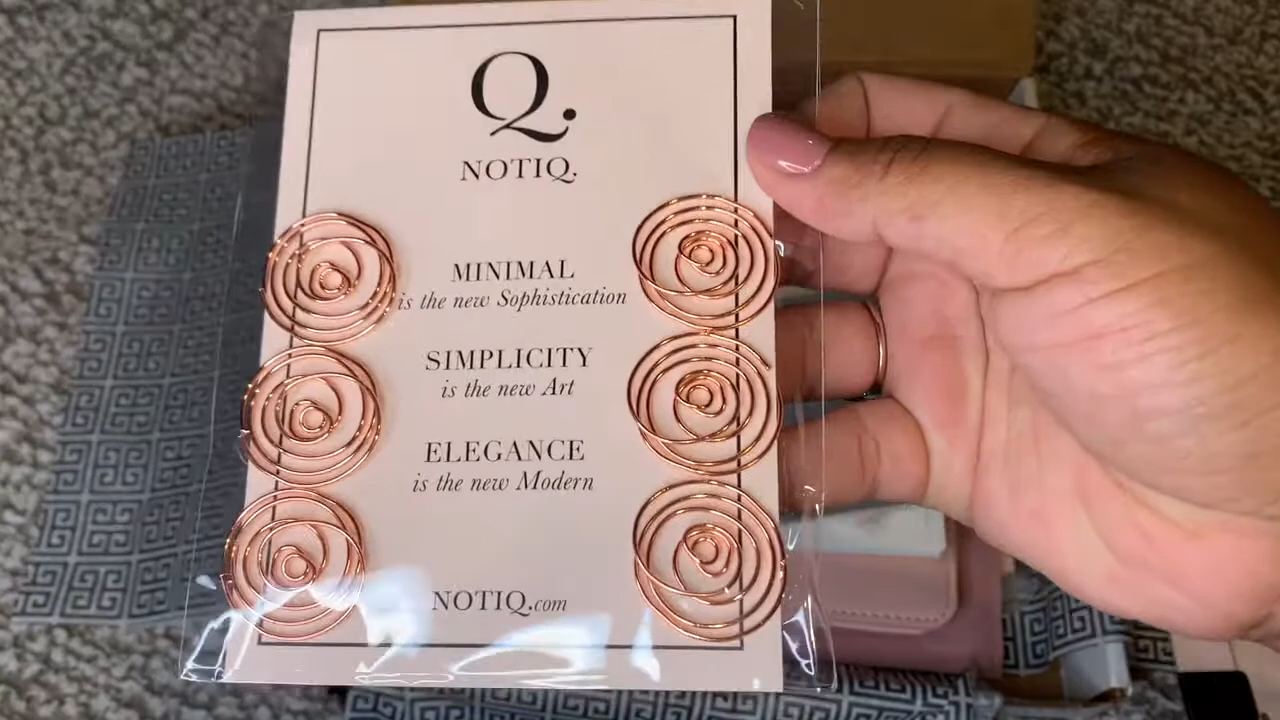 Q.
NOTIQ.
MINIMAL
is the new Sophistication
SIMPLICITY
is the new Art
ELEGANCE
is the new Modern
NOTIQ.com